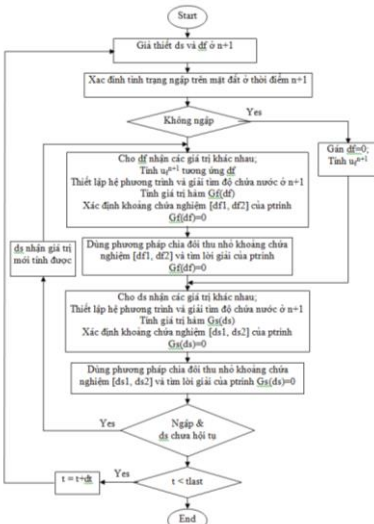 Start
Giả thiết ds và df ở n+1
Xac đinh tình trạng ngập trên mặt đất ở thời điểm n+1
Không ngập
Yes
Gán df=0;
Tính uₛⁿ⁺¹
Cho df nhận các giá trị khác nhau;
Tính uₛⁿ⁺¹ tương ứng df
Thiết lập hệ phương trình và giải tìm độ chứa nước ở n+1
Tính giá trị hàm Gf(df)
Xác định khoảng chứa nghiệm [df1, df2] của ptrình
Gf(df)=0
ds nhận giá trị
mới tính được
Dùng phương pháp chia đôi thu nhỏ khoảng chứa
nghiệm [df1, df2] và tìm lời giải của ptrình
Gf(df)=0
Cho ds nhận các giá trị khác nhau;
Thiết lập hệ phương trình và giải tìm độ chứa nước ở n+1
Tính giá trị hàm Gs(ds)
Xác định khoảng chứa nghiệm [ds1, ds2] của ptrình
Gs(ds)=0
Dùng phương pháp chia đôi thu nhỏ khoảng chứa
nghiệm [ds1, ds2] và tìm lời giải của ptrình Gs(ds)=0
Yes
Ngập &
ds chưa hội tụ
t = t+dt
Yes
t < tlast
End